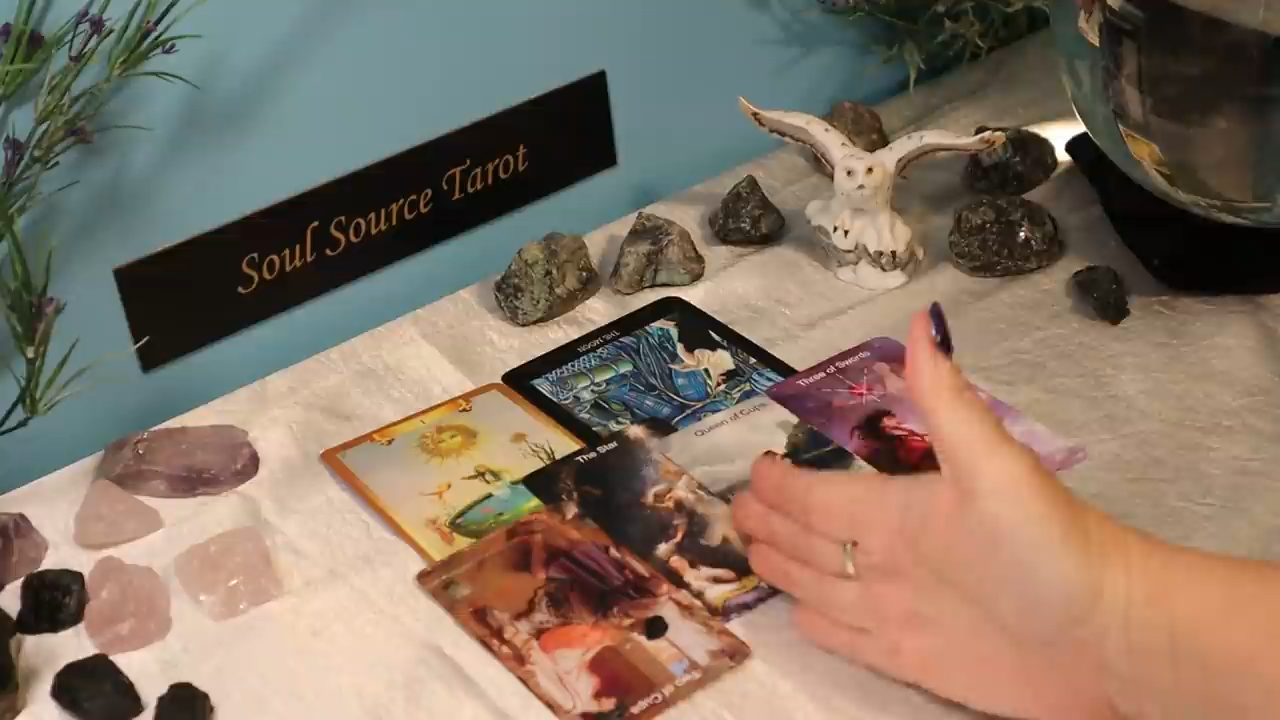 Soul Source Tarot
THE MOON
Three of Swords
Queen of Cups
The Star